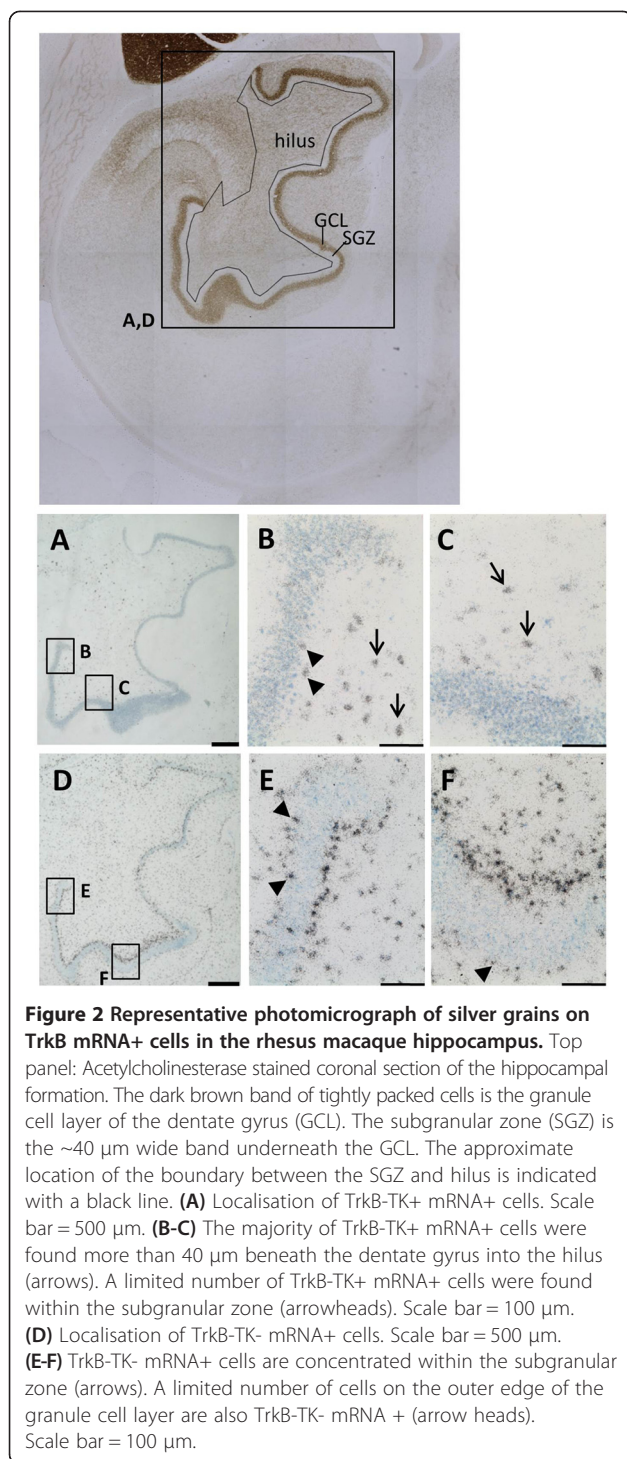 hilus
GCL
SGZ
A,D
A
B
C
B
C
D
E
F
E
F
Figure 2 Representative photomicrograph of silver grains on
TrkB mRNA+ cells in the rhesus macaque hippocampus. Top
panel: Acetylcholinesterase stained coronal section of the hippocampal
formation. The dark brown band of tightly packed cells is the granule
cell layer of the dentate gyrus (GCL). The subgranular zone (SGZ) is
the ~40 μm wide band underneath the GCL. The approximate
location of the boundary between the SGZ and hilus is indicated
with a black line. (A) Localisation of TrkB-TK+ mRNA+ cells. Scale
bar = 500 μm. (B-C) The majority of TrkB-TK+ mRNA+ cells were
found more than 40 μm beneath the dentate gyrus into the hilus
(arrows). A limited number of TrkB-TK+ mRNA+ cells were found
within the subgranular zone (arrowheads). Scale bar = 100 μm.
(D) Localisation of TrkB-TK- mRNA+ cells. Scale bar = 500 μm.
(E-F) TrkB-TK- mRNA+ cells are concentrated within the subgranular
zone (arrows). A limited number of cells on the outer edge of the
granule cell layer are also TrkB-TK- mRNA + (arrow heads).
Scale bar = 100 μm.